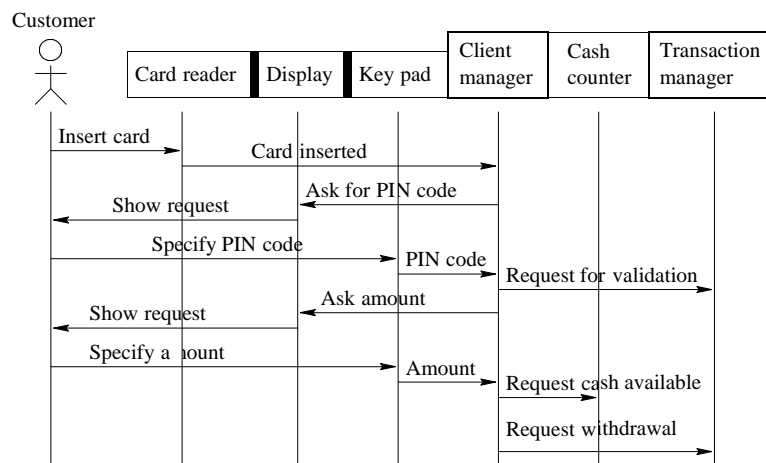 Customer
Card reader
Display
Key pad
Client
manager
Cash
counter
Transaction
manager
Insert card
Card inserted
Ask for PIN code
Show request
Specify PIN code
PIN code
Request for validation
Ask amount
Show request
Specify amount
Amount
Request cash available
Request withdrawal